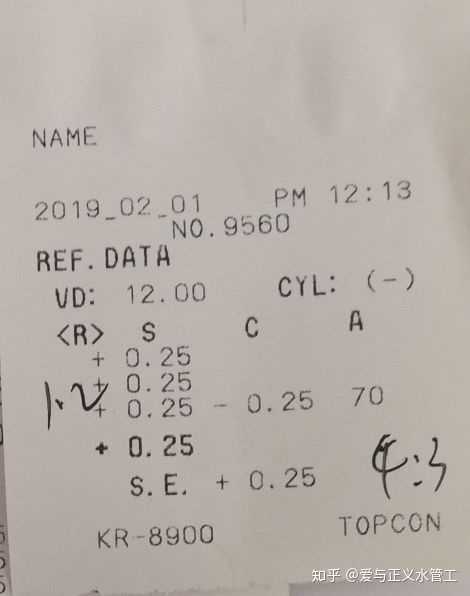 NAME
2019_02_01 PM 12:13
NO.9560
REF.DATA
VD: 12.00 CYL: (-)
<R> S C A
+ 0.25
+ 0.25
1.2 + 0.25 - 0.25 70
+ 0.25
S.E. + 0.25
KR-8900 TOPCON
知乎 @爱与正义水管工